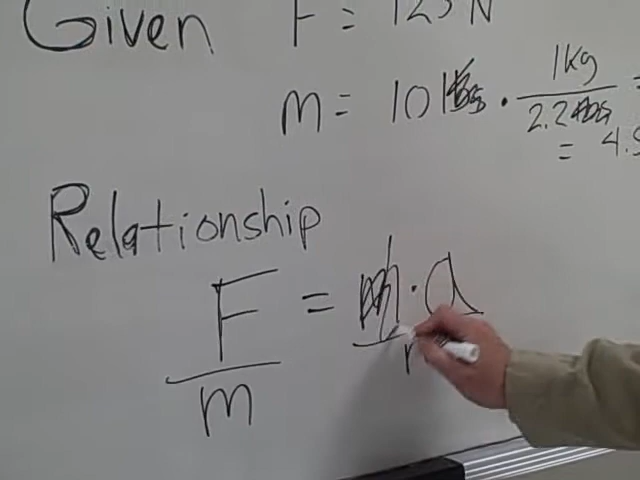 Given F = 125 N
m = 10 lbs · 1kg / 2.2 lbs =
= 4.5
Relationship
F = m · a
m